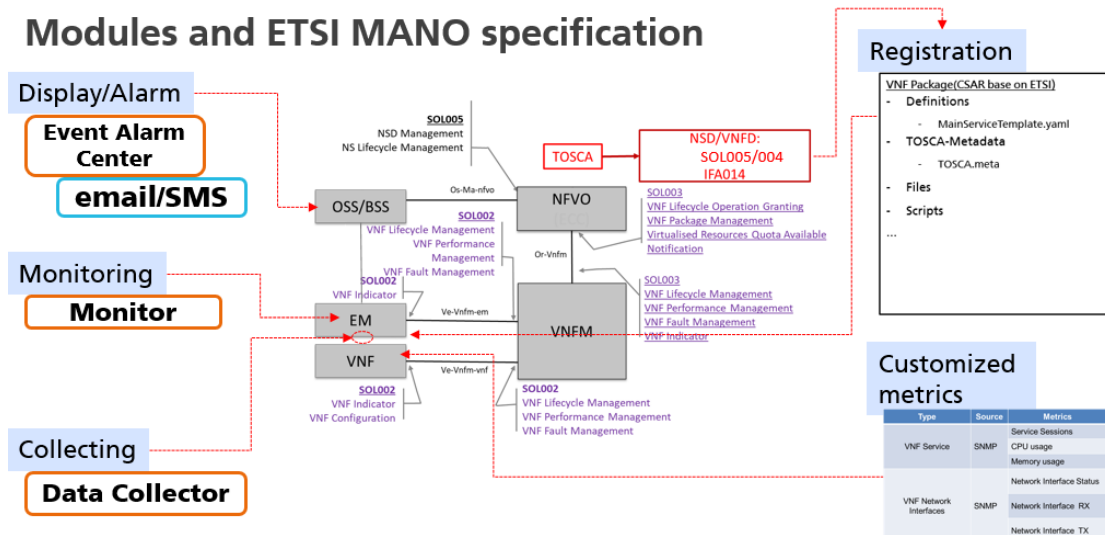 Modules and ETSI MANO specification
Registration
VNF Package(CSAR base on ETSI)
- Definitions
- MainServiceTemplate.yaml
- TOSCA-Metadata
- TOSCA.meta
- Files
- Scripts
...
Display/Alarm
Event Alarm
Center
email/SMS
SOL005
NSD Management
NS Lifecycle Management
TOSCA
NSD/VNFD:
SOL005/004
IFA014
OSS/BSS
Os-Ma-nfvo
NFVO
SOL003
VNF Lifecycle Operation Granting
VNF Package Management
Virtualised Resources Quota Available
Notification
SOL002
VNF Lifecycle Management
VNF Performance
Management
VNF Fault Management
Or-Vnfm
Monitoring
Monitor
SOL002
VNF Indicator
EM
Ve-Vnfm-em
VNFM
SOL003
VNF Lifecycle Management
VNF Performance Management
VNF Fault Management
VNF Indicator
VNF
Ve-Vnfm-vnf
SOL002
VNF Indicator
VNF Configuration
SOL002
VNF Lifecycle Management
VNF Performance Management
VNF Fault Management
Collecting
Data Collector
Customized
metrics
Type Source Metrics
VNF Service SNMP Service Sessions
CPU usage
Memory usage
VNF Network
Interfaces SNMP Network Interface Status
Network Interface RX
Network Interface TX